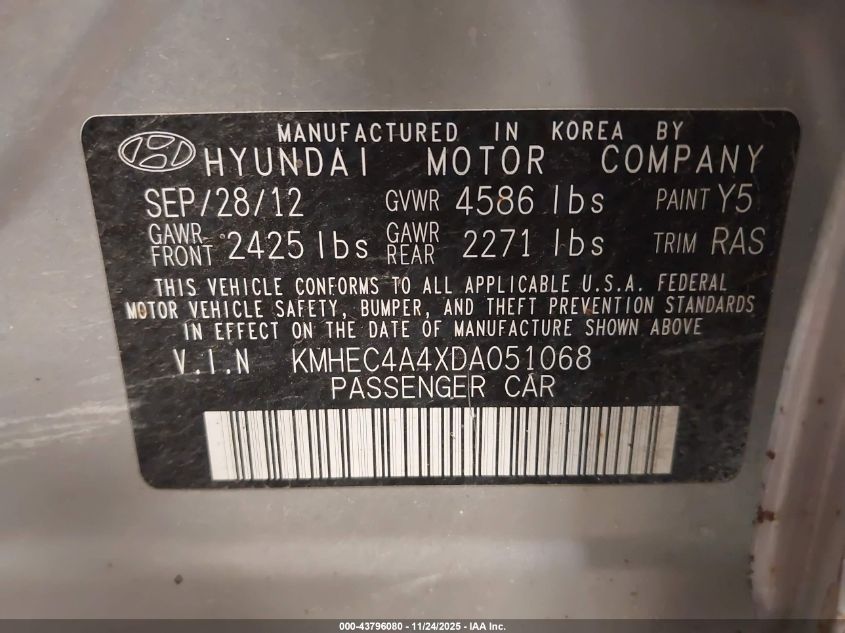 MANUFACTURED IN KOREA BY
HYUNDAI MOTOR COMPANY
SEP/28/12 GVWR 4586 lbs PAINT Y5
GAWR FRONT 2425 lbs GAWR REAR 2271 lbs TRIM RAS
THIS VEHICLE CONFORMS TO ALL APPLICABLE U.S.A. FEDERAL
MOTOR VEHICLE SAFETY, BUMPER, AND THEFT PREVENTION STANDARDS
IN EFFECT ON THE DATE OF MANUFACTURE SHOWN ABOVE
V.I.N KMHEC4A4XDA051068
PASSENGER CAR
000-43796080 - 11/24/2025 - IAA Inc.